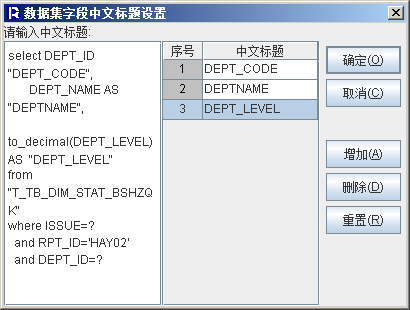 数据集字段中文标题设置
请输入中文标题:
select DEPT_ID
"DEPT_CODE",
DEPT_NAME AS
"DEPTNAME",
to_decimal(DEPT_LEVEL)
AS "DEPT_LEVEL"
from
"T_TB_DIM_STAT_BSHZQ
K"
where ISSUE=?
and RPT_ID='HAY02'
and DEPT_ID=?
序号 中文标题
1 DEPT_CODE
2 DEPTNAME
3 DEPT_LEVEL
确定(O)
取消(C)
增加(A)
删除(D)
重置(R)